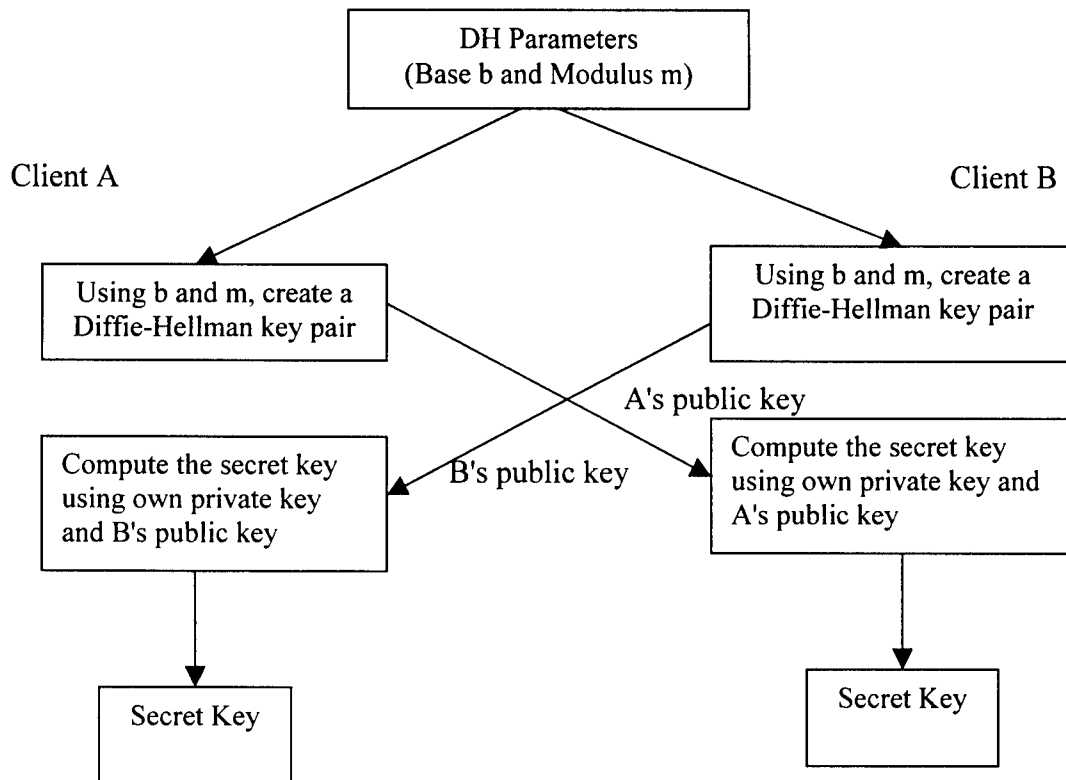 DH Parameters
(Base b and Modulus m)
Client A
Client B
Using b and m, create a
Diffie-Hellman key pair
Using b and m, create a
Diffie-Hellman key pair
A's public key
B's public key
Compute the secret key
using own private key
and B's public key
Compute the secret key
using own private key and
A's public key
Secret Key
Secret Key